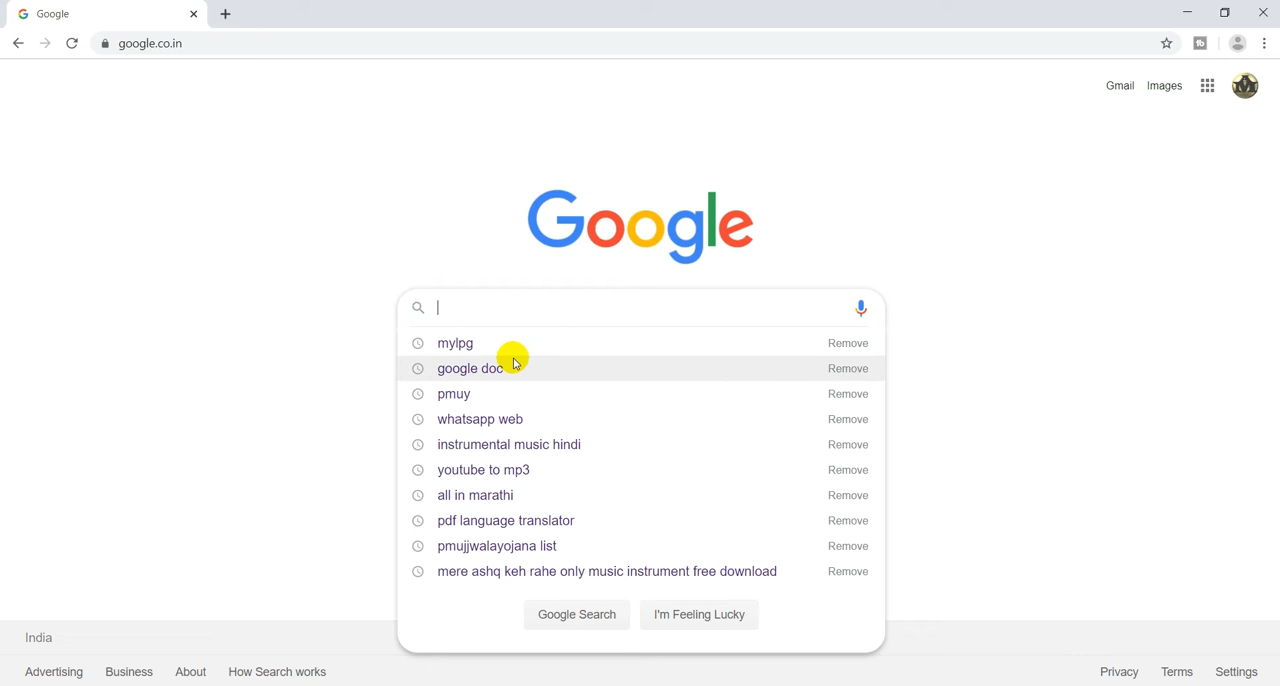 Google
google.co.in
Gmail Images
Google
mylpg Remove
google doc Remove
pmuy Remove
whatsapp web Remove
instrumental music hindi Remove
youtube to mp3 Remove
all in marathi Remove
pdf language translator Remove
pmujjwalayojana list Remove
mere ashq keh rahe only music instrument free download Remove
Google Search I'm Feeling Lucky
India
Advertising Business About How Search works Privacy Terms Settings